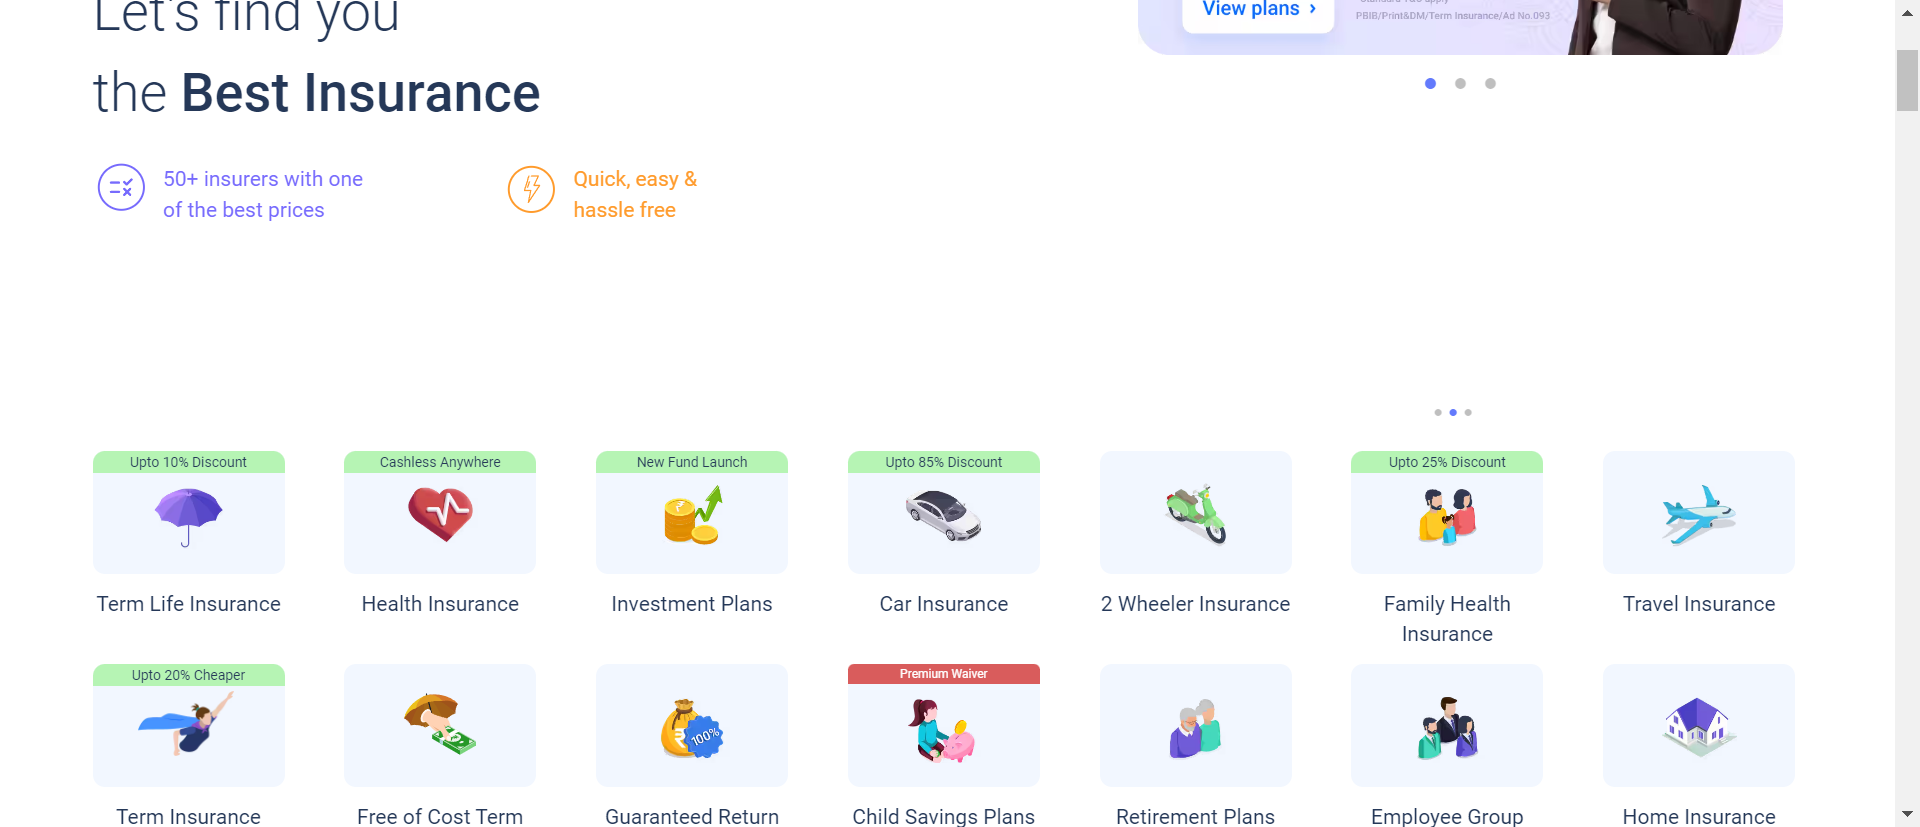 Let's find you
the Best Insurance
50+ insurers with one
of the best prices
Quick, easy &
hassle free
View plans ›
Standard T&C apply
PBIB/Print&DM/Term Insurance/Ad No.093
Upto 10% Discount
Cashless Anywhere
New Fund Launch
Upto 85% Discount
Upto 25% Discount
Term Life Insurance
Health Insurance
Investment Plans
Car Insurance
2 Wheeler Insurance
Family Health
Insurance
Travel Insurance
Upto 20% Cheaper
Premium Waiver
100%
Term Insurance
Free of Cost Term
Guaranteed Return
Child Savings Plans
Retirement Plans
Employee Group
Home Insurance